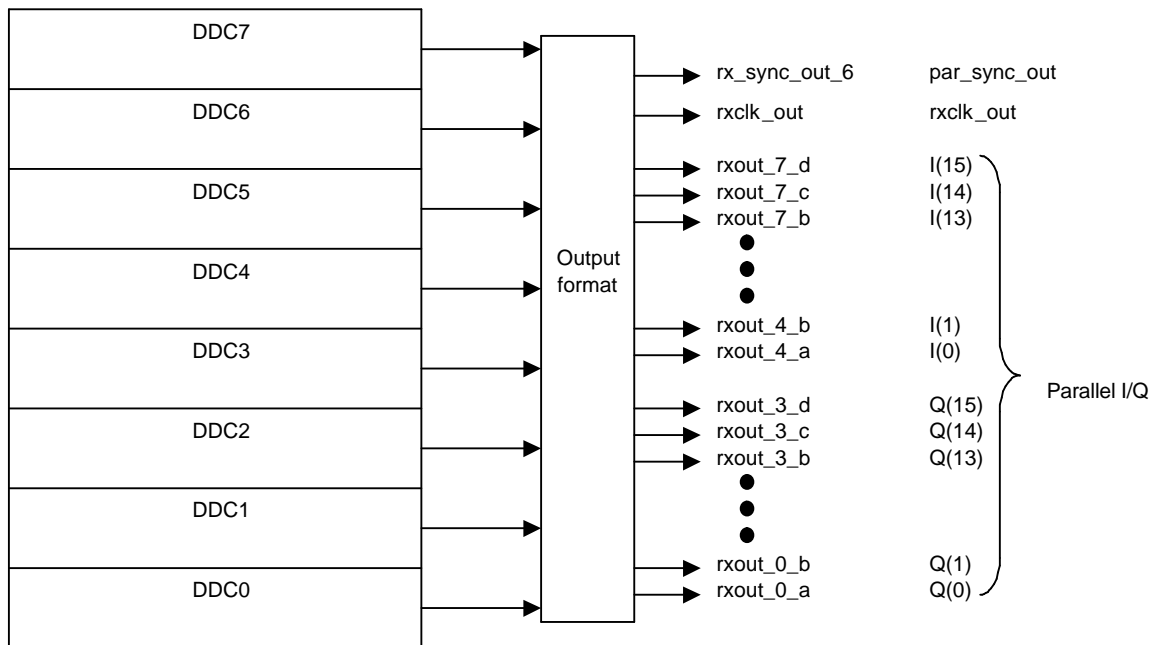 DDC7
DDC6
DDC5
DDC4
DDC3
DDC2
DDC1
DDC0
Output
format
rx_sync_out_6 par_sync_out
rxclk_out rxclk_out
rxout_7_d I(15)
rxout_7_c I(14)
rxout_7_b I(13)
rxout_4_b I(1)
rxout_4_a I(0)
rxout_3_d Q(15)
rxout_3_c Q(14)
rxout_3_b Q(13)
rxout_0_b Q(1)
rxout_0_a Q(0)
Parallel I/Q